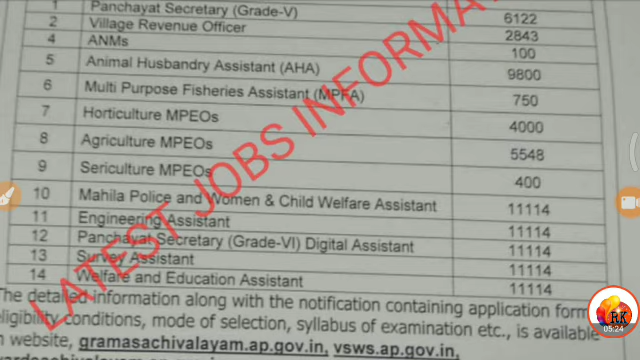 1 Panchayat Secretary (Grade-V) 6122
2 Village Revenue Officer 2843
4 ANMs 100
5 Animal Husbandry Assistant (AHA) 9800
6 Multi Purpose Fisheries Assistant (MPFA) 750
7 Horticulture MPEOs 4000
8 Agriculture MPEOs 5548
9 Sericulture MPEOs 400
10 Mahila Police and Women & Child Welfare Assistant 11114
11 Engineering Assistant 11114
12 Panchayat Secretary (Grade-VI) Digital Assistant 11114
13 Survey Assistant 11114
14 Welfare and Education Assistant 11114
LATEST JOBS INFORMA
The detailed information along with the notification containing application form
eligibility conditions, mode of selection, syllabus of examination etc., is available
n website, gramasachivalayam.ap.gov.in, vsws.ap.gov.in,
RK
05:24